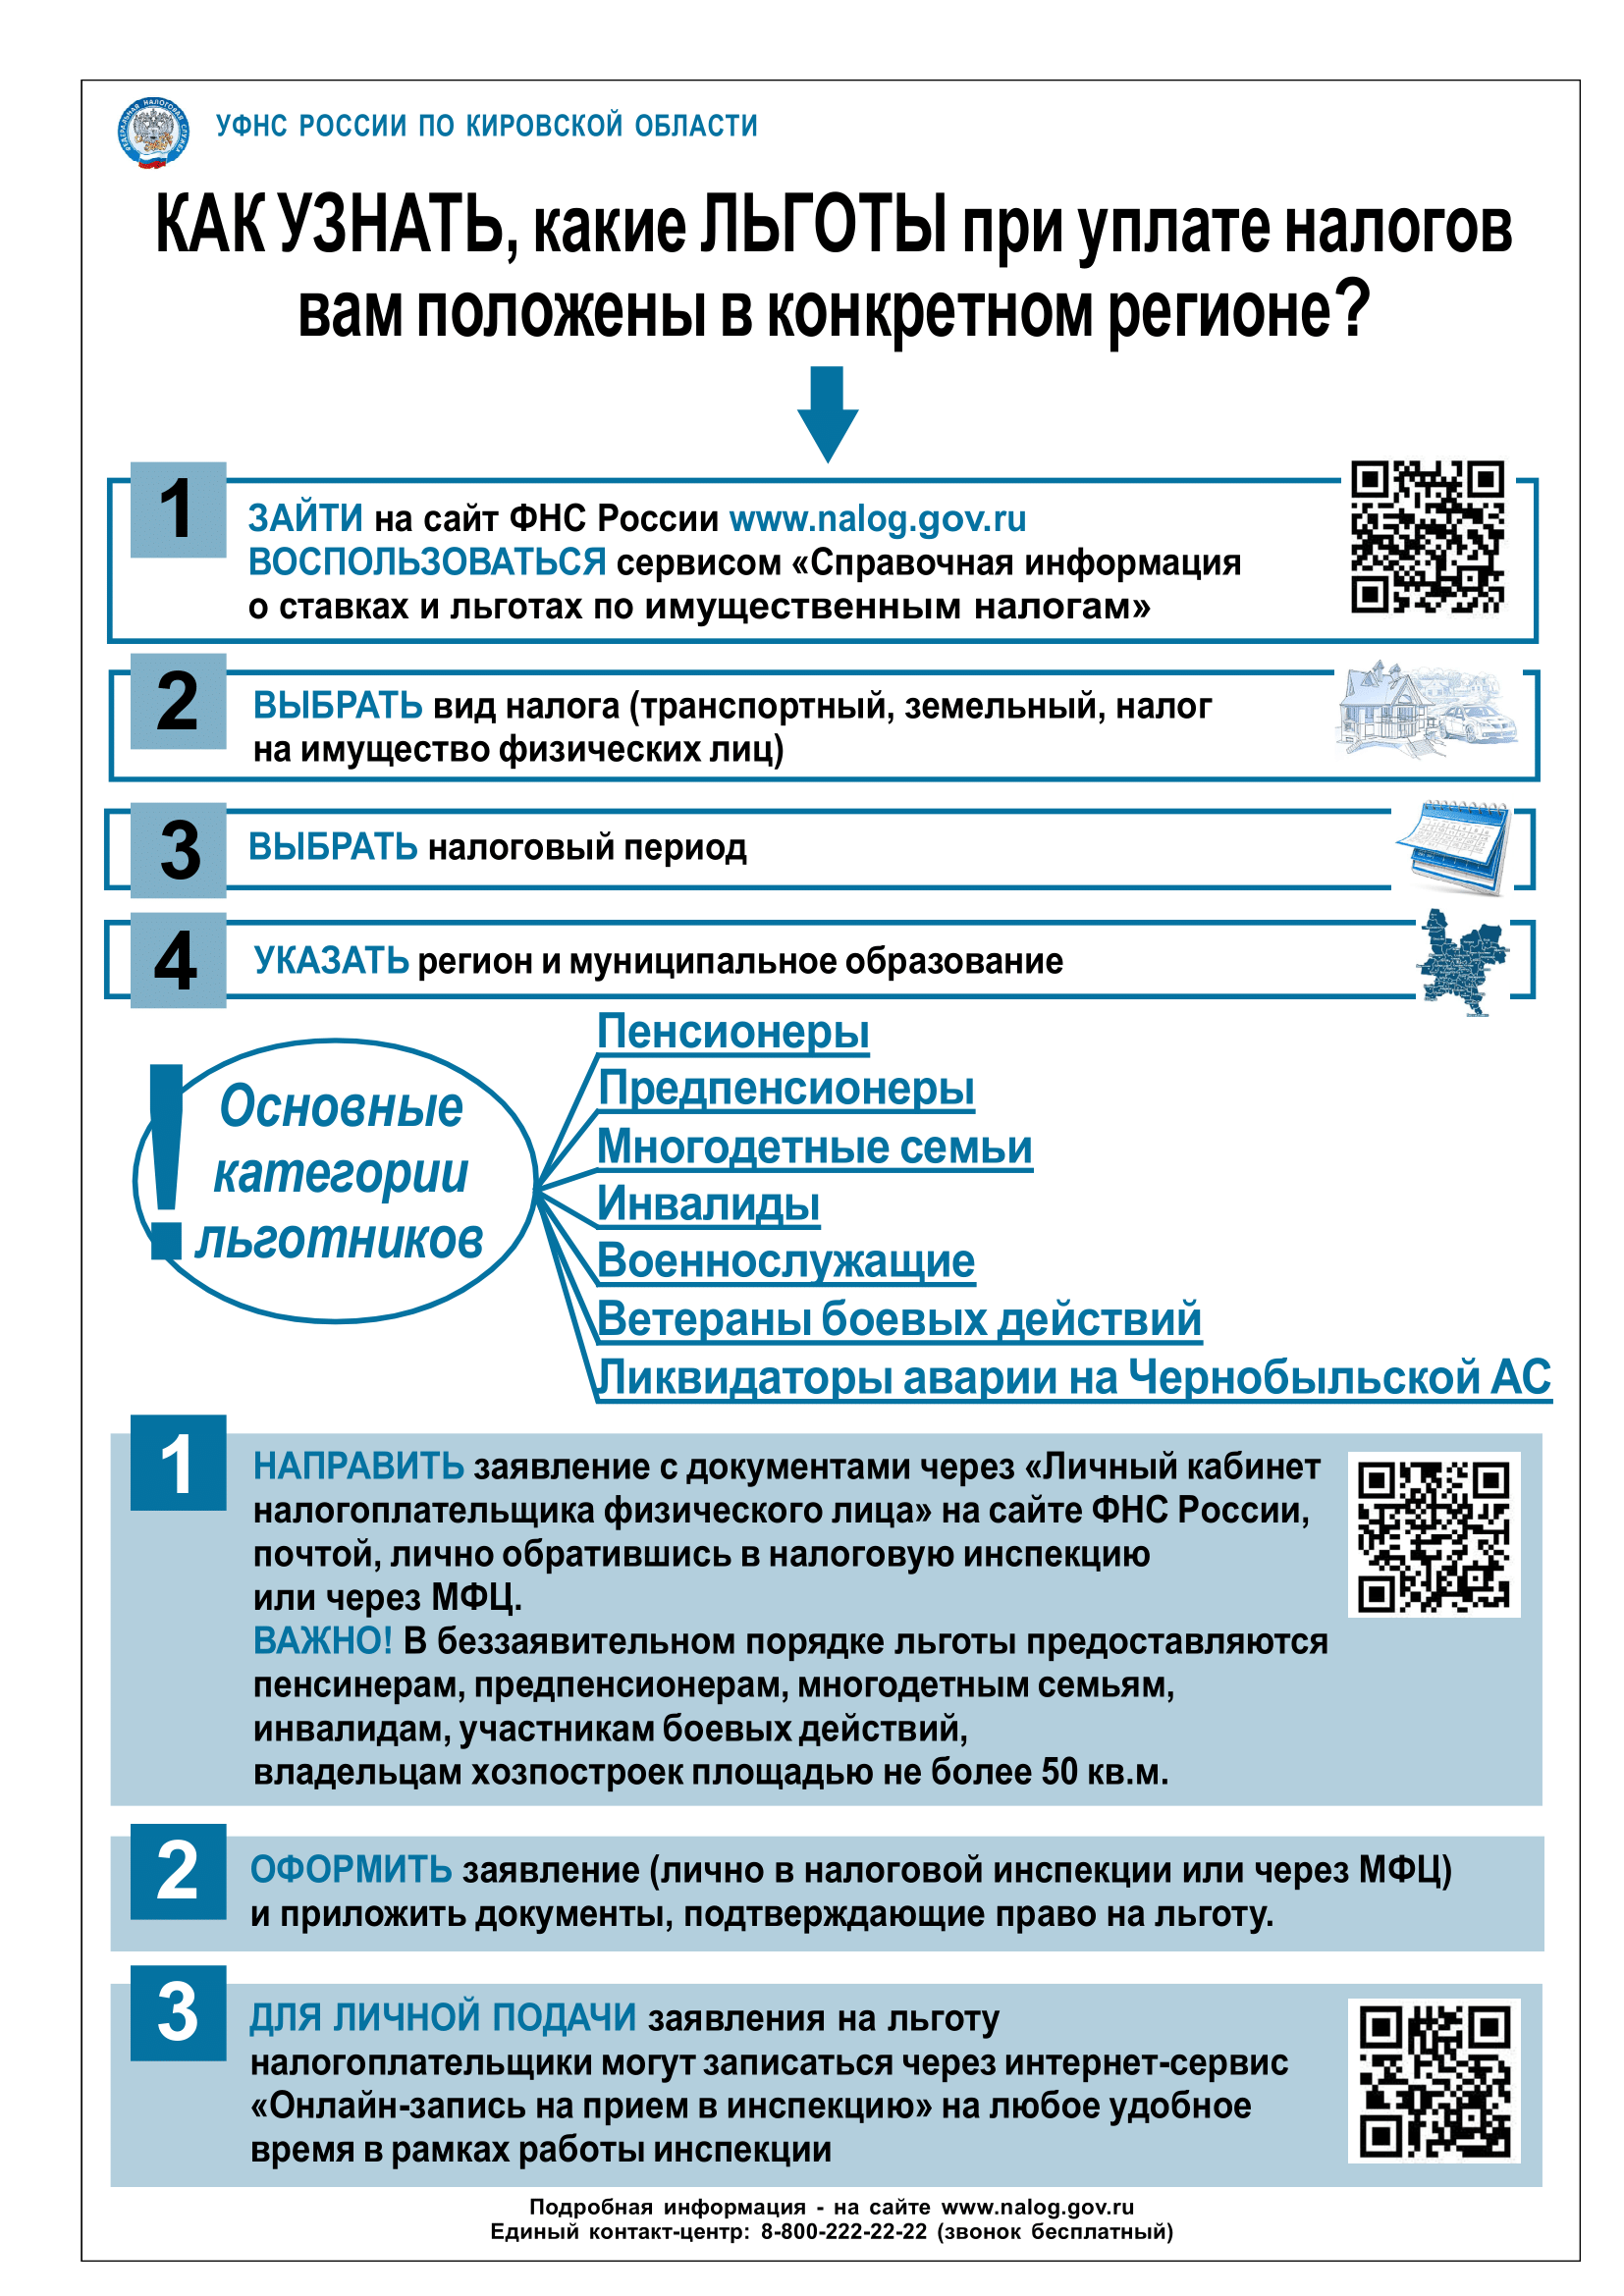 УФНС РОССИИ ПО КИРОВСКОЙ ОБЛАСТИ
КАК УЗНАТЬ, какие ЛЬГОТЫ при уплате налогов
вам положены в конкретном регионе?
1
ЗАЙТИ на сайт ФНС России www.nalog.gov.ru
ВОСПОЛЬЗОВАТЬСЯ сервисом «Справочная информация
о ставках и льготах по имущественным налогам»
2
ВЫБРАТЬ вид налога (транспортный, земельный, налог
на имущество физических лиц)
3
ВЫБРАТЬ налоговый период
4
УКАЗАТЬ регион и муниципальное образование
!
Основные
категории
льготников
Пенсионеры
Предпенсионеры
Многодетные семьи
Инвалиды
Военнослужащие
Ветераны боевых действий
Ликвидаторы аварии на Чернобыльской АС
1
НАПРАВИТЬ заявление с документами через «Личный кабинет
налогоплательщика физического лица» на сайте ФНС России,
почтой, лично обратившись в налоговую инспекцию
или через МФЦ.
ВАЖНО! В беззаявительном порядке льготы предоставляются
пенсинерам, предпенсионерам, многодетным семьям,
инвалидам, участникам боевых действий,
владельцам хозпостроек площадью не более 50 кв.м.
2
ОФОРМИТЬ заявление (лично в налоговой инспекции или через МФЦ)
и приложить документы, подтверждающие право на льготу.
3
ДЛЯ ЛИЧНОЙ ПОДАЧИ заявления на льготу
налогоплательщики могут записаться через интернет-сервис
«Онлайн-запись на прием в инспекцию» на любое удобное
время в рамках работы инспекции
Подробная информация - на сайте www.nalog.gov.ru
Единый контакт-центр: 8-800-222-22-22 (звонок бесплатный)